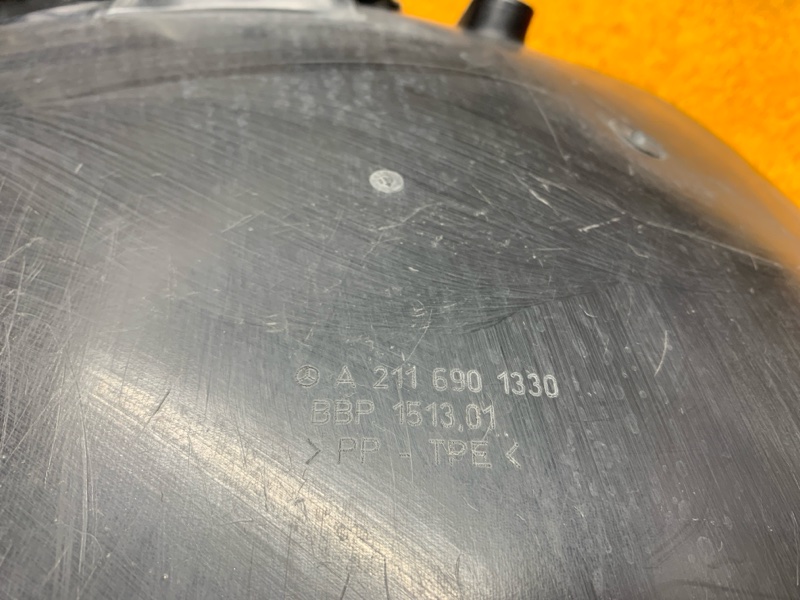 A 211 690 1330
BBP 1513.01
> PP - TPE <